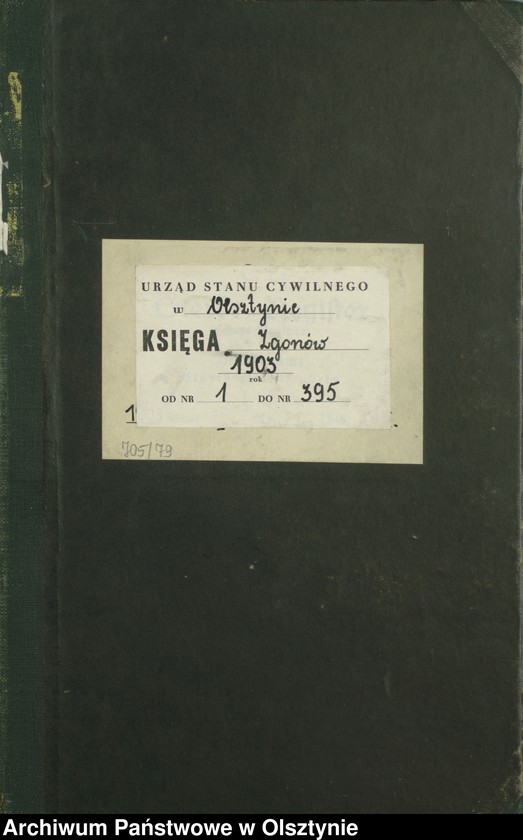 URZĄD STANU CYWILNEGO
w Olsztynie
KSIĘGA Zgonów
1903
rok
OD NR 1 DO NR 395
1
705/79
Archiwum Państwowe w Olsztynie